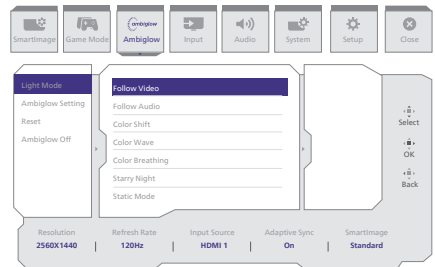 ambiglow
SmartImage Game Mode Ambiglow Input Audio System Setup Close
Light Mode
Ambiglow Setting
Reset
Ambiglow Off
Follow Video
Follow Audio
Color Shift
Color Wave
Color Breathing
Starry Night
Static Mode
Select
OK
Back
Resolution Refresh Rate Input Source Adaptive Sync SmartImage
2560X1440 | 120Hz | HDMI 1 | On | Standard